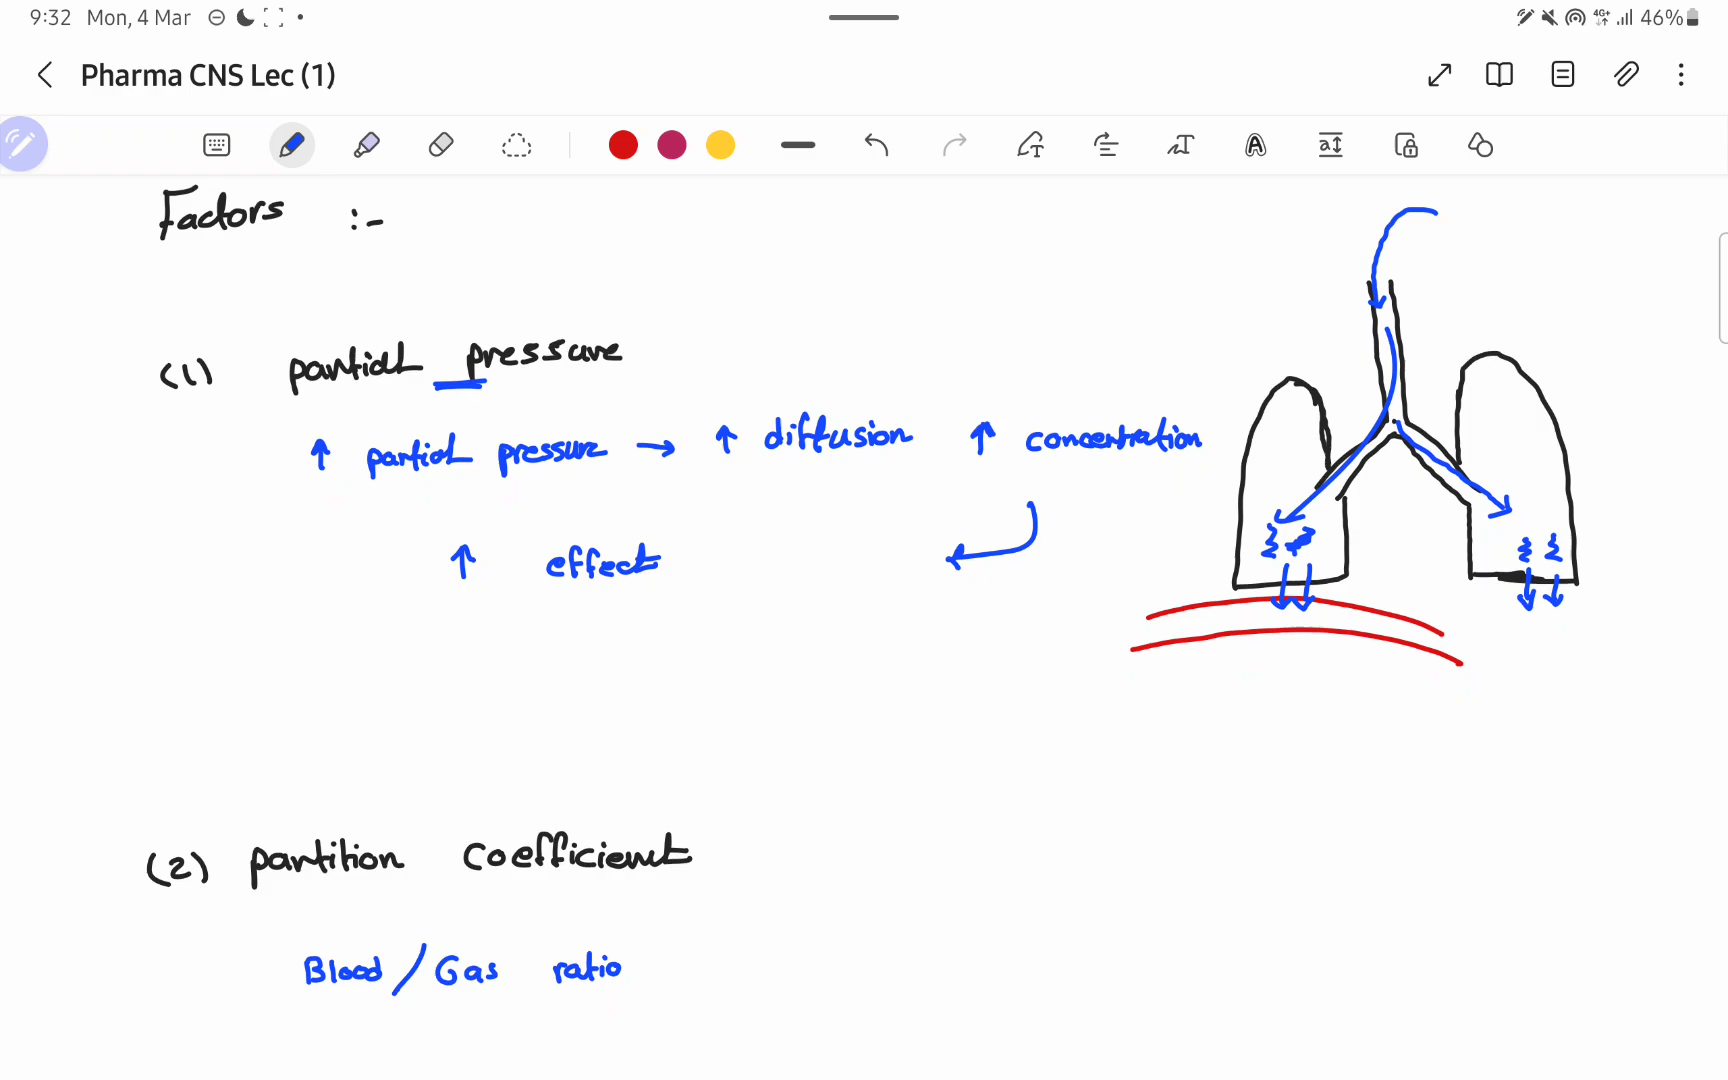 9:32 Mon, 4 Mar 4G+ 46%
Pharma CNS Lec (1)
Factors :-
(1) partial pressure
↑ partial pressure → ↑ diffusion ↑ concentration
↑ effect
(2) partition coefficient
Blood/Gas ratio